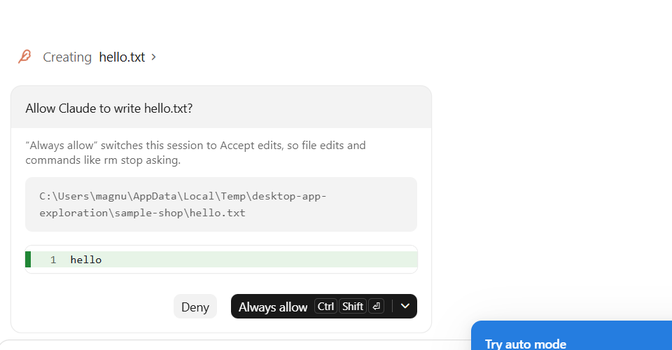 Creating hello.txt >
Allow Claude to write hello.txt?
"Always allow" switches this session to Accept edits, so file edits and
commands like rm stop asking.
C:\Users\magnu\AppData\Local\Temp\desktop-app-
exploration\sample-shop\hello.txt
1 hello
Deny Always allow Ctrl Shift ⏎
Try auto mode